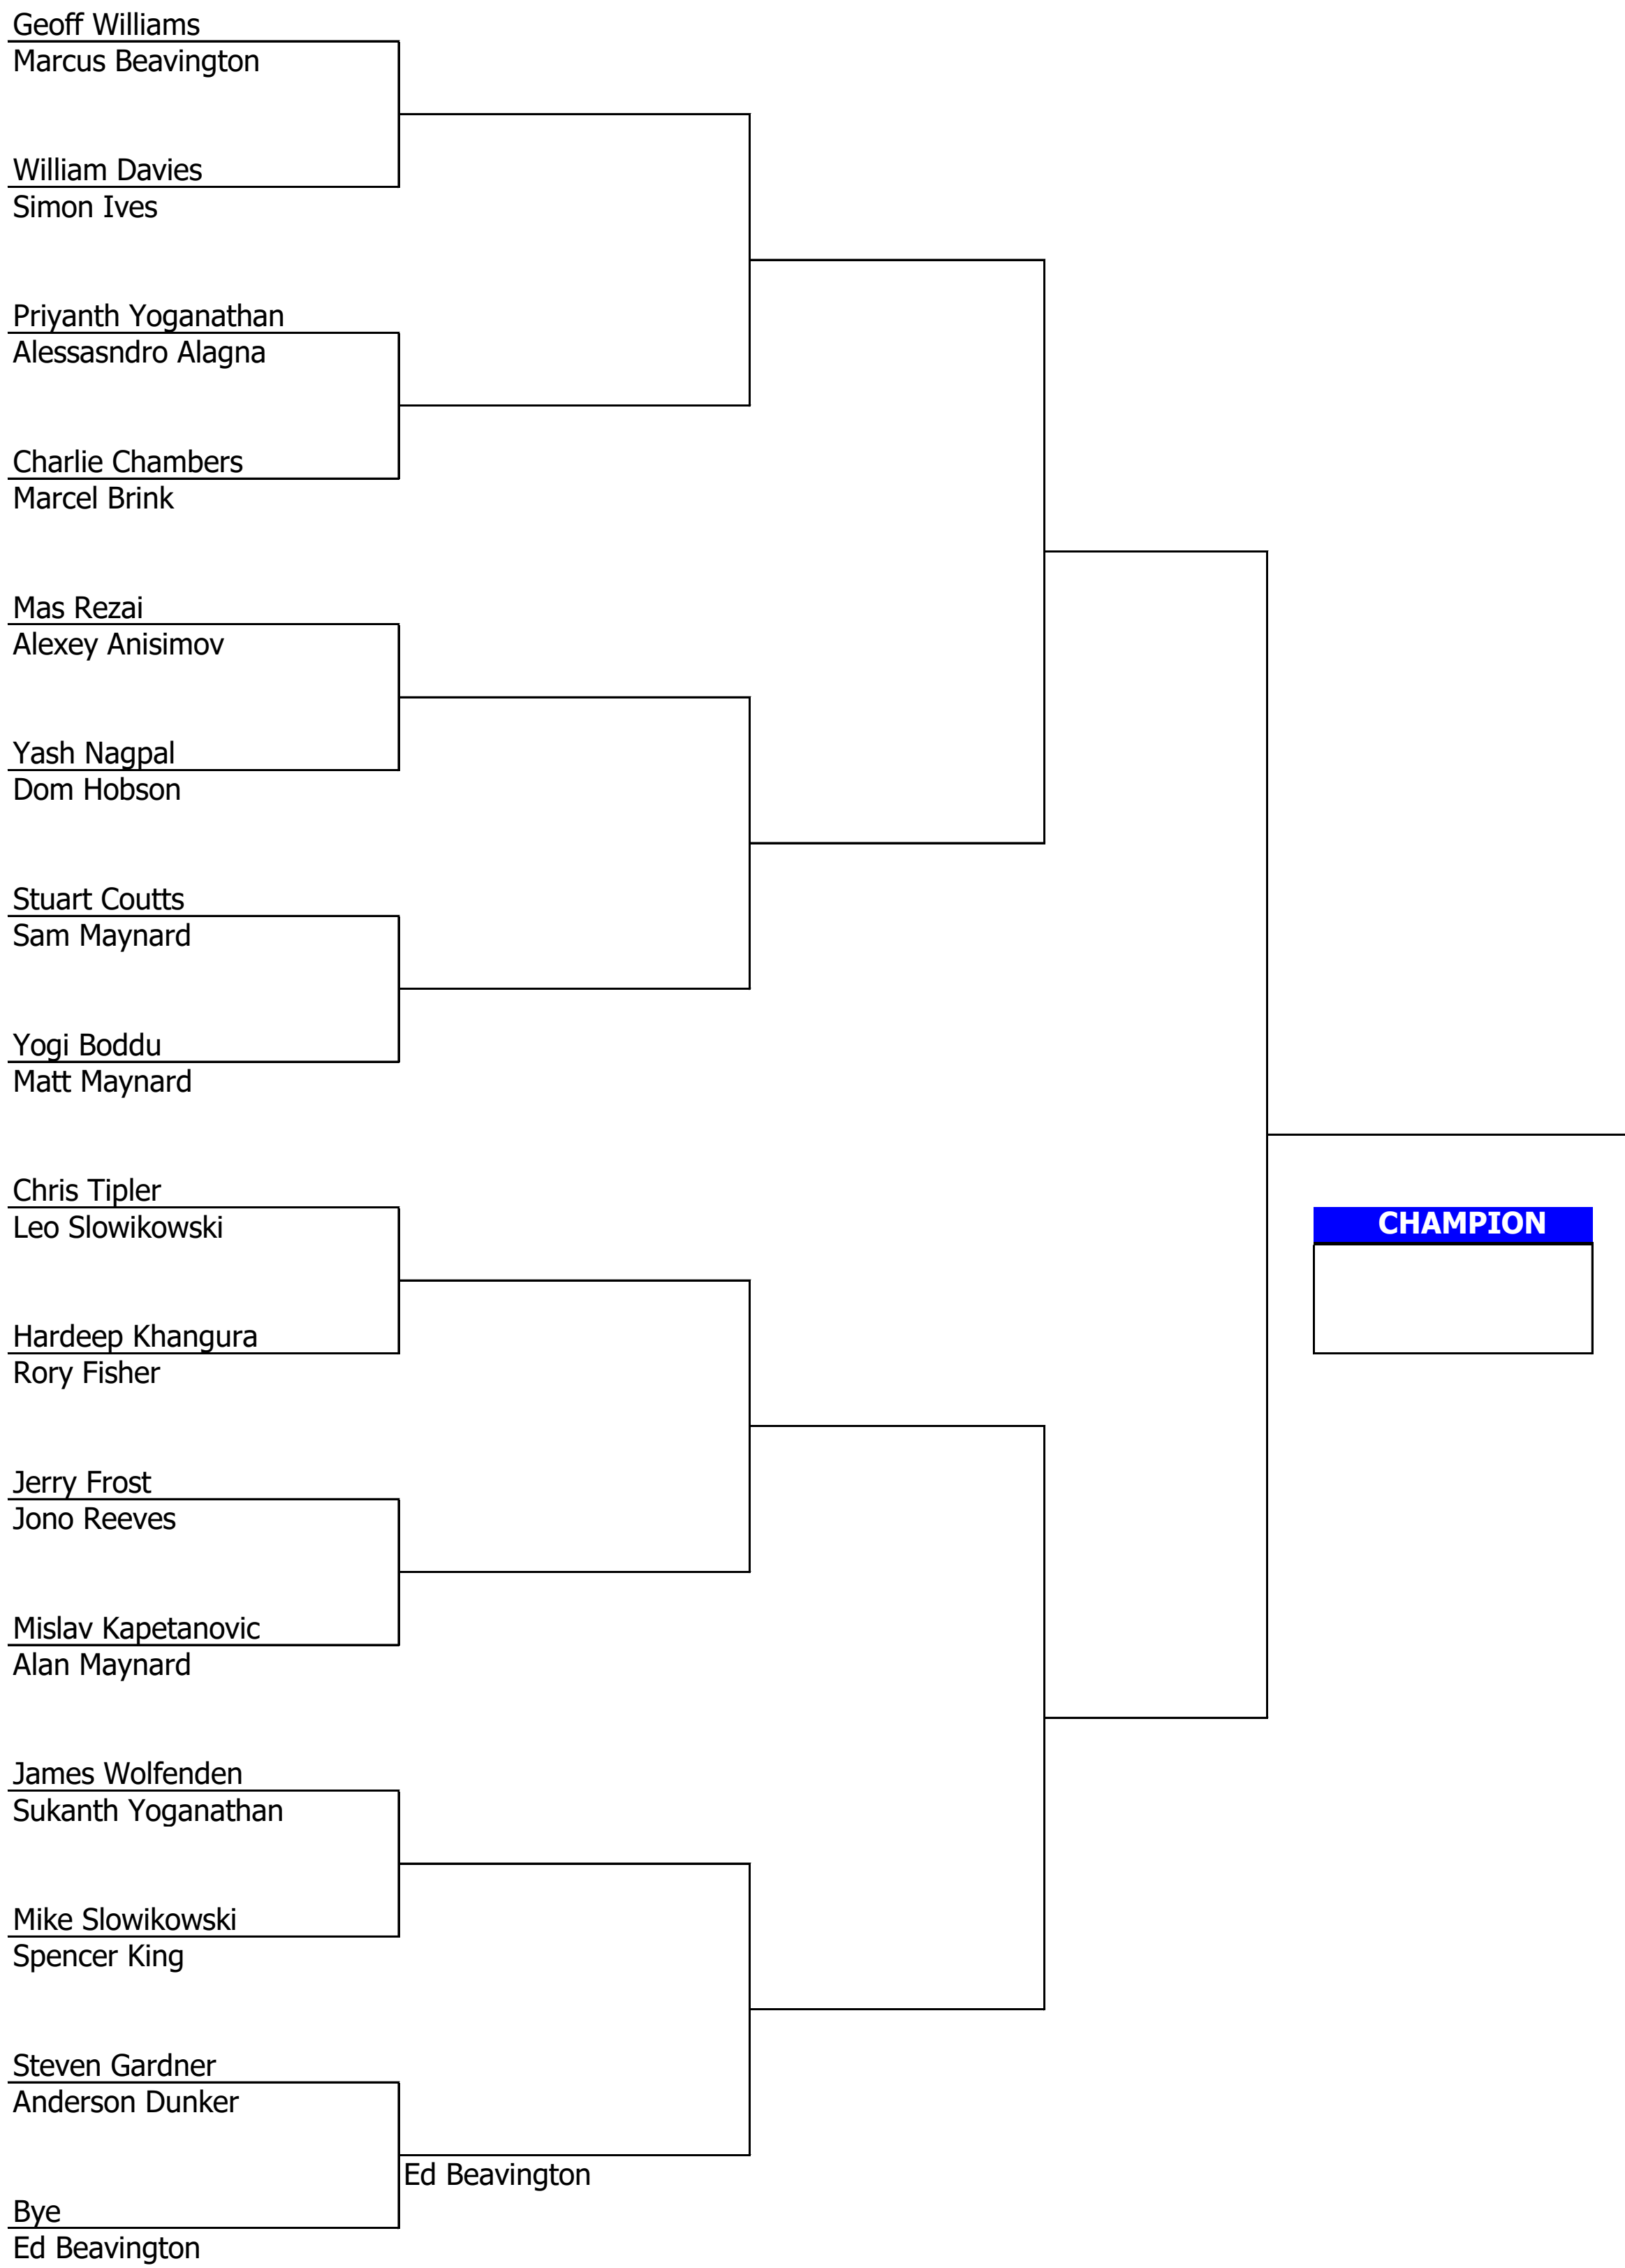 Geoff Williams
Marcus Beavington
William Davies
Simon Ives
Priyanth Yoganathan
Alessasndro Alagna
Charlie Chambers
Marcel Brink
Mas Rezai
Alexey Anisimov
Yash Nagpal
Dom Hobson
Stuart Coutts
Sam Maynard
Yogi Boddu
Matt Maynard
Chris Tipler
Leo Slowikowski
CHAMPION
Hardeep Khangura
Rory Fisher
Jerry Frost
Jono Reeves
Mislav Kapetanovic
Alan Maynard
James Wolfenden
Sukanth Yoganathan
Mike Slowikowski
Spencer King
Steven Gardner
Anderson Dunker
Ed Beavington
Bye
Ed Beavington